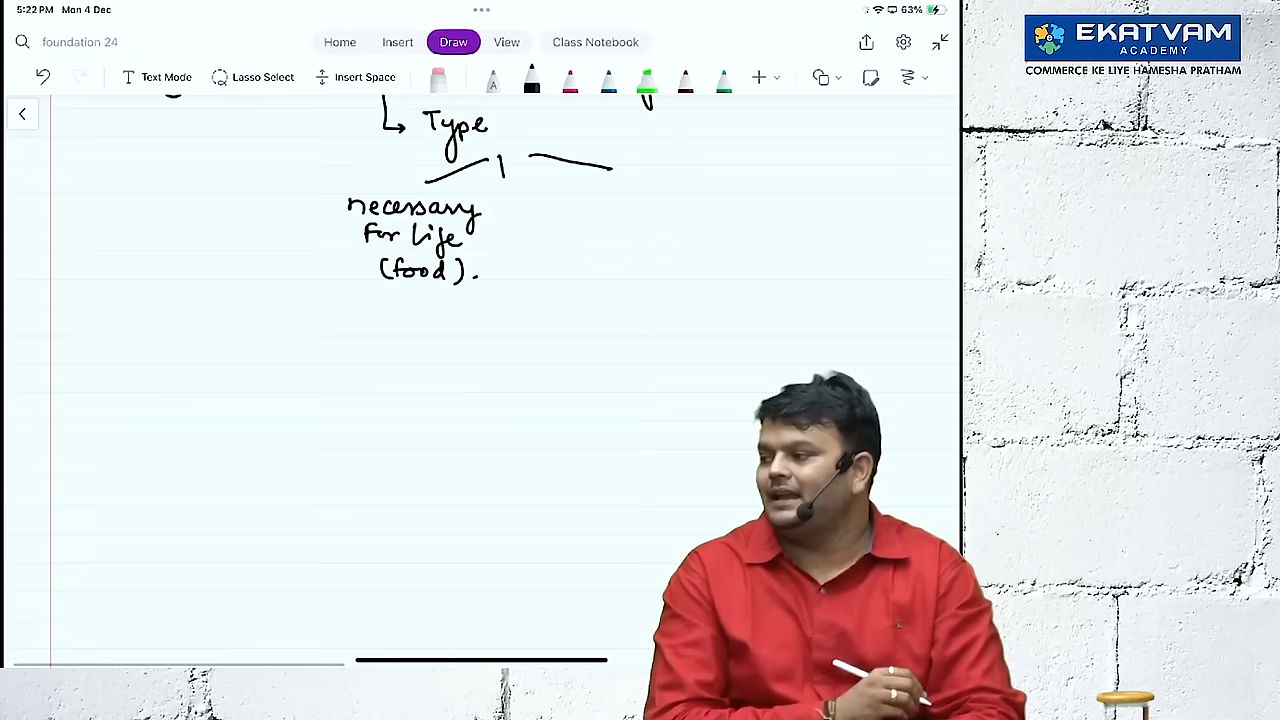 5:22 PM Mon 4 Dec
63%
foundation 24
Home Insert Draw View Class Notebook
Text Mode Lasso Select Insert Space
EKATVAM
ACADEMY
COMMERCE KE LIYE HAMESHA PRATHAM
Type
necessary
for life
(food).